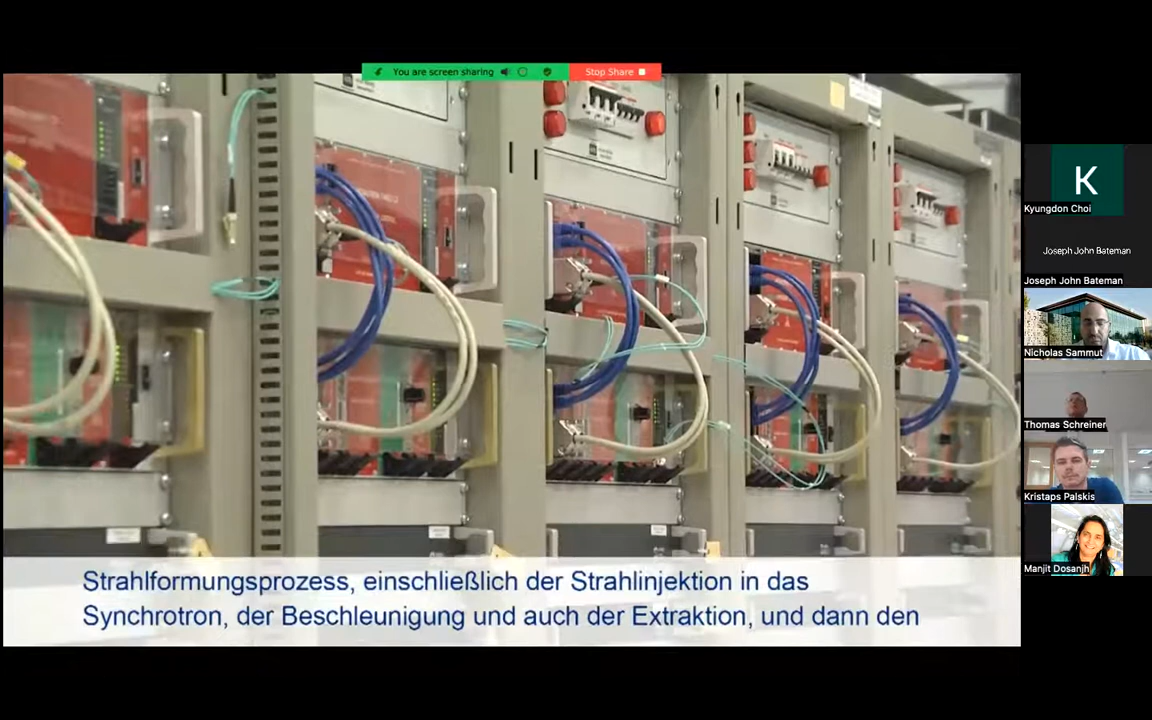 You are screen sharing
Stop Share
K
Kyungdon Choi
Joseph John Bateman
Joseph John Bateman
Nicholas Sammut
Thomas Schreiner
Kristaps Palskis
Manjit Dosanjh
Strahlformungsprozess, einschließlich der Strahlinjektion in das
Synchrotron, der Beschleunigung und auch der Extraktion, und dann den